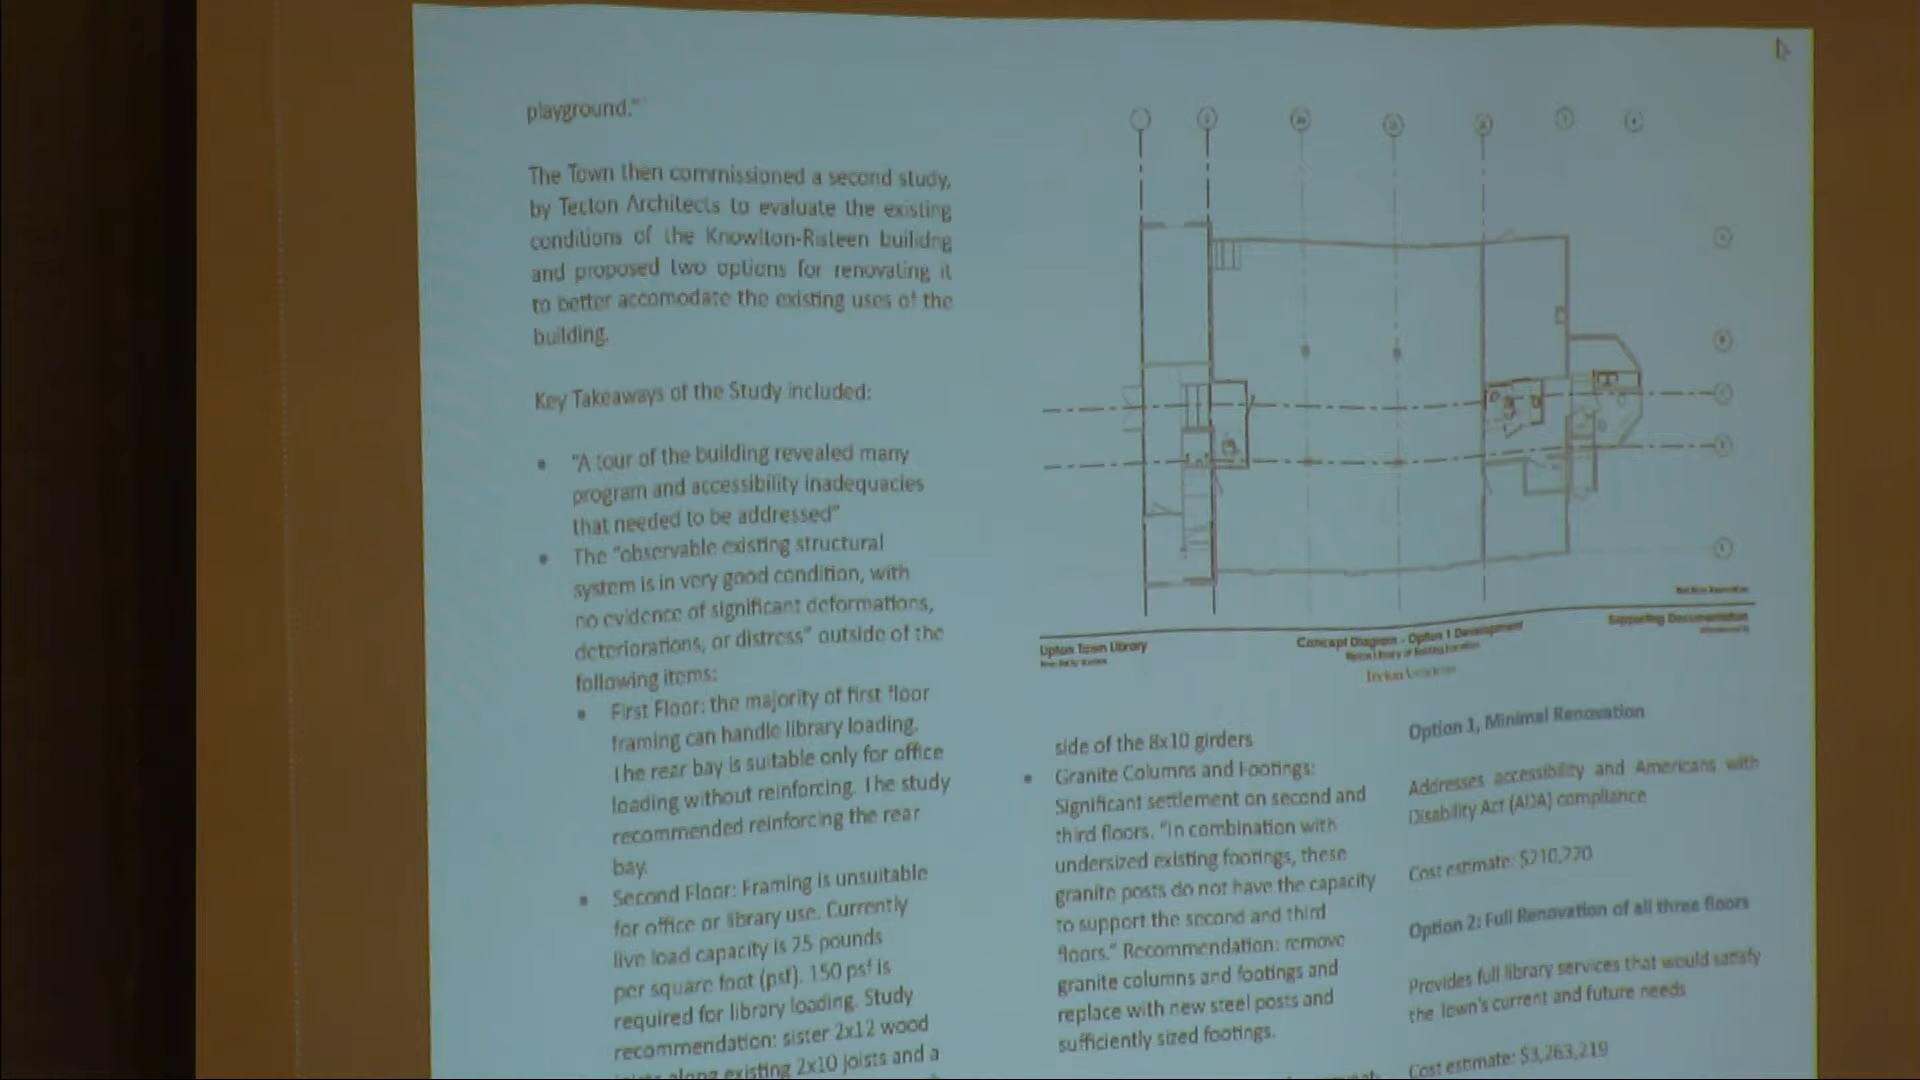 playground."
The Town then commissioned a second study,
by Tecton Architects to evaluate the existing
conditions of the Knowlton-Risteen builidng
and proposed two options for renovating it
to better accomodate the existing uses of the
building.
Key Takeaways of the Study included:
• "A tour of the building revealed many
program and accessibility inadequacies
that needed to be addressed"
• The "observable existing structural
system is in very good condition, with
no evidence of significant deformations,
deteriorations, or distress" outside of the
following items:
• First Floor: the majority of first floor
framing can handle library loading.
The rear bay is suitable only for office
loading without reinforcing. The study
recommended reinforcing the rear
bay.
• Second Floor: Framing is unsuitable
for office or library use. Currently
live load capacity is 25 pounds
per square foot (psf). 150 psf is
required for library loading. Study
recommendation: sister 2x12 wood
joists along existing 2x10 joists and a
Supporting Documentation
Upton Town Library
Concept Diagram - Option 1 Development
Tecton
side of the 8x10 girders
• Granite Columns and Footings:
Significant settlement on second and
third floors. "In combination with
undersized existing footings, these
granite posts do not have the capacity
to support the second and third
floors." Recommendation: remove
granite columns and footings and
replace with new steel posts and
sufficiently sized footings.
Option 1, Minimal Renovation
Addresses accessibility and Americans with
Disability Act (ADA) compliance
Cost estimate: $210,220
Option 2: Full Renovation of all three floors
Provides full library services that would satisfy
the Town's current and future needs
Cost estimate: $3,263,219